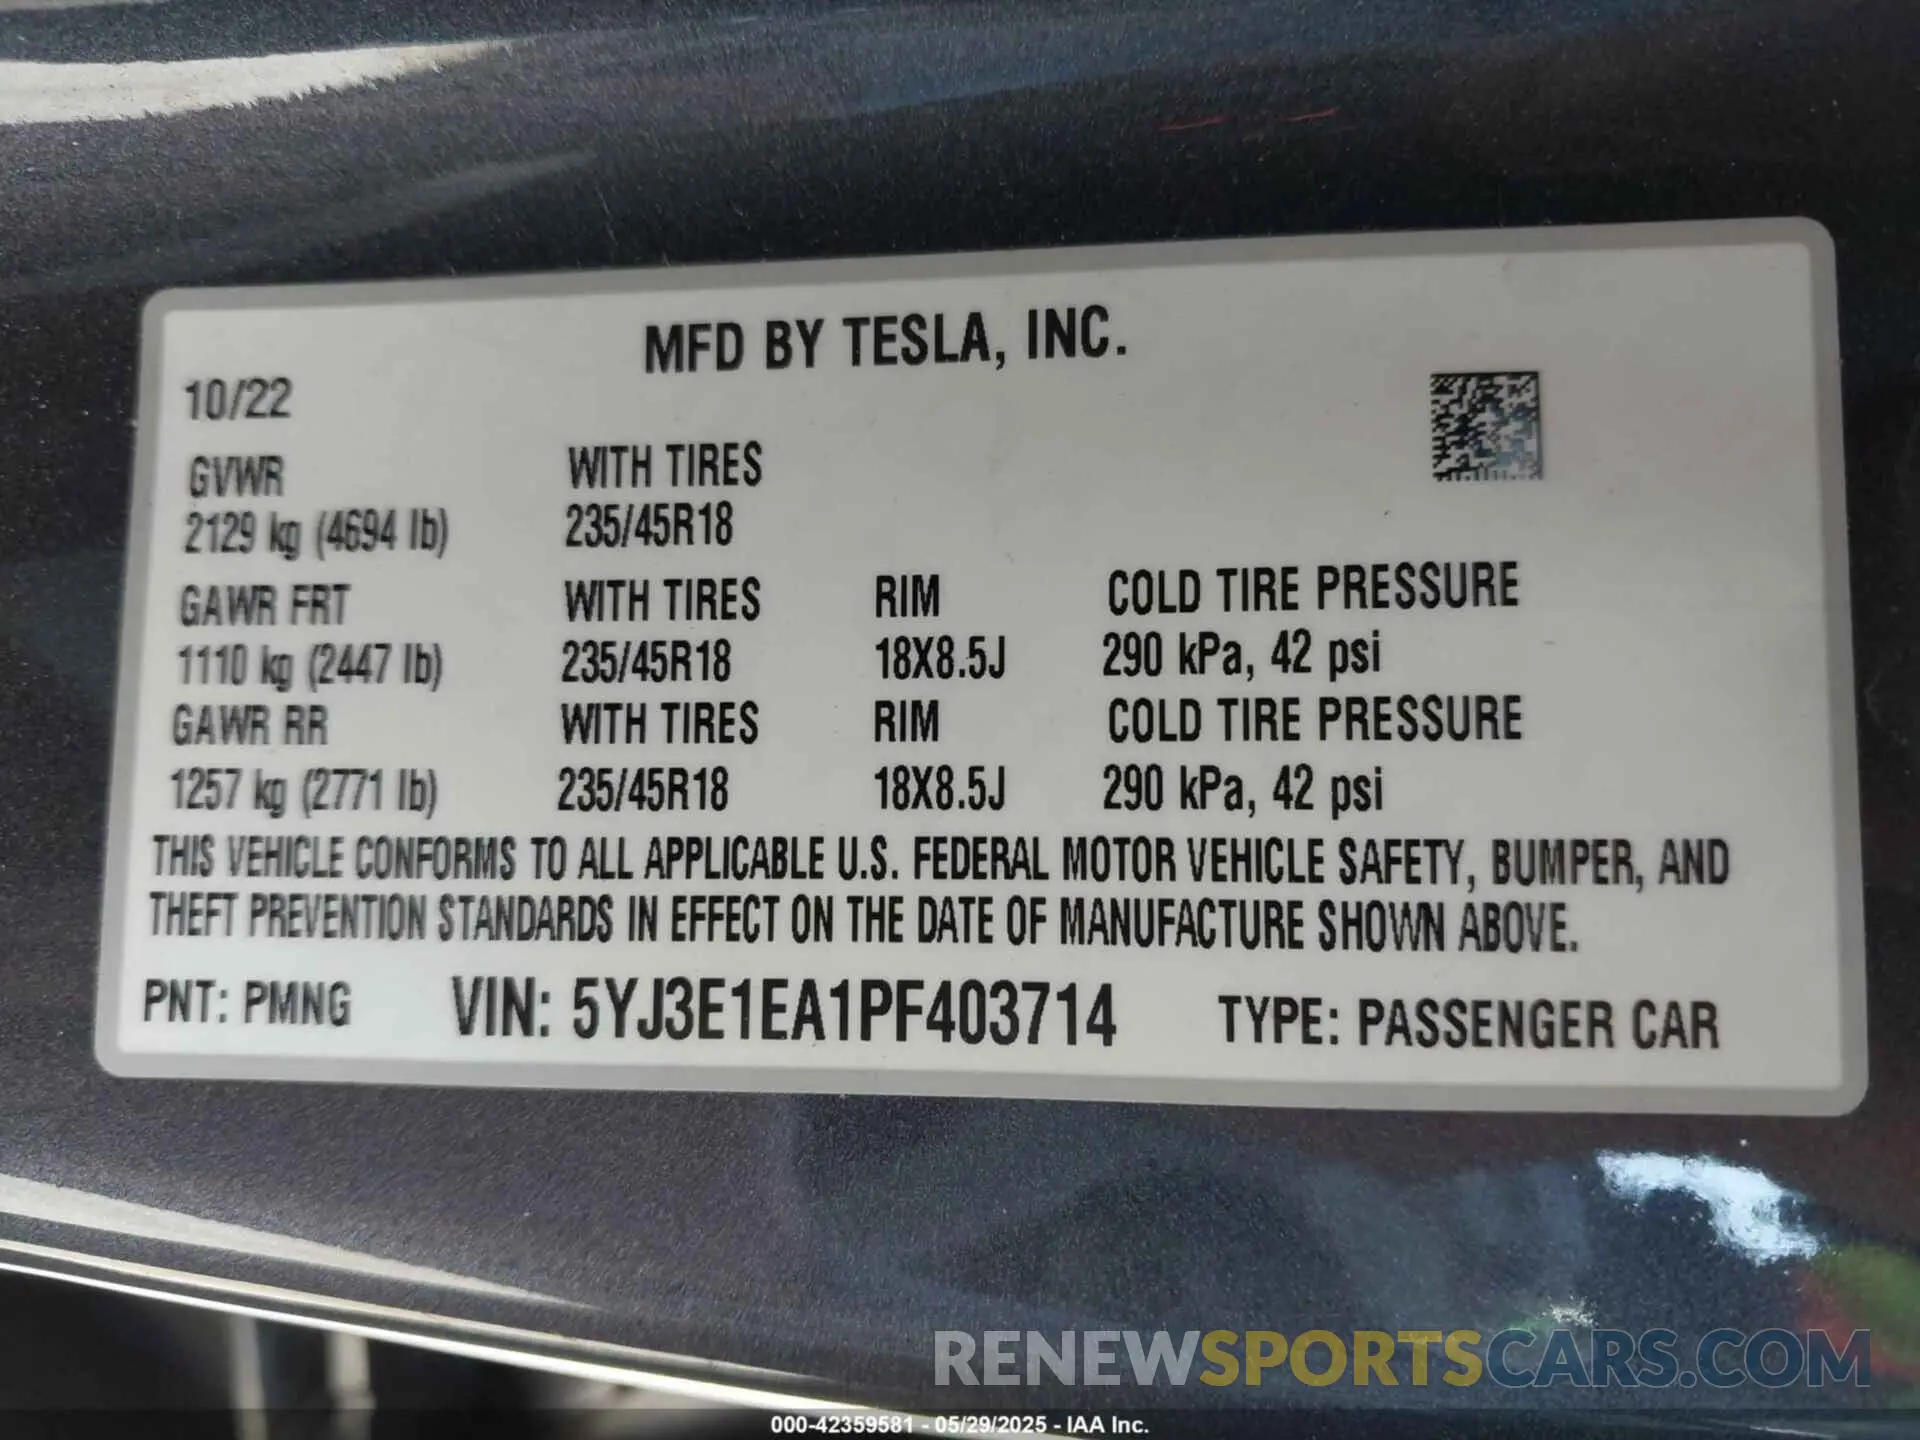 MFD BY TESLA, INC.
10/22
GVWR WITH TIRES
2129 kg (4694 lb) 235/45R18
GAWR FRT WITH TIRES RIM COLD TIRE PRESSURE
1110 kg (2447 lb) 235/45R18 18X8.5J 290 kPa, 42 psi
GAWR RR WITH TIRES RIM COLD TIRE PRESSURE
1257 kg (2771 lb) 235/45R18 18X8.5J 290 kPa, 42 psi
THIS VEHICLE CONFORMS TO ALL APPLICABLE U.S. FEDERAL MOTOR VEHICLE SAFETY, BUMPER, AND
THEFT PREVENTION STANDARDS IN EFFECT ON THE DATE OF MANUFACTURE SHOWN ABOVE.
PNT: PMNG VIN: 5YJ3E1EA1PF403714 TYPE: PASSENGER CAR
RENEWSPORTSCARS.COM
000-42359581 - 05/29/2025 - IAA Inc.